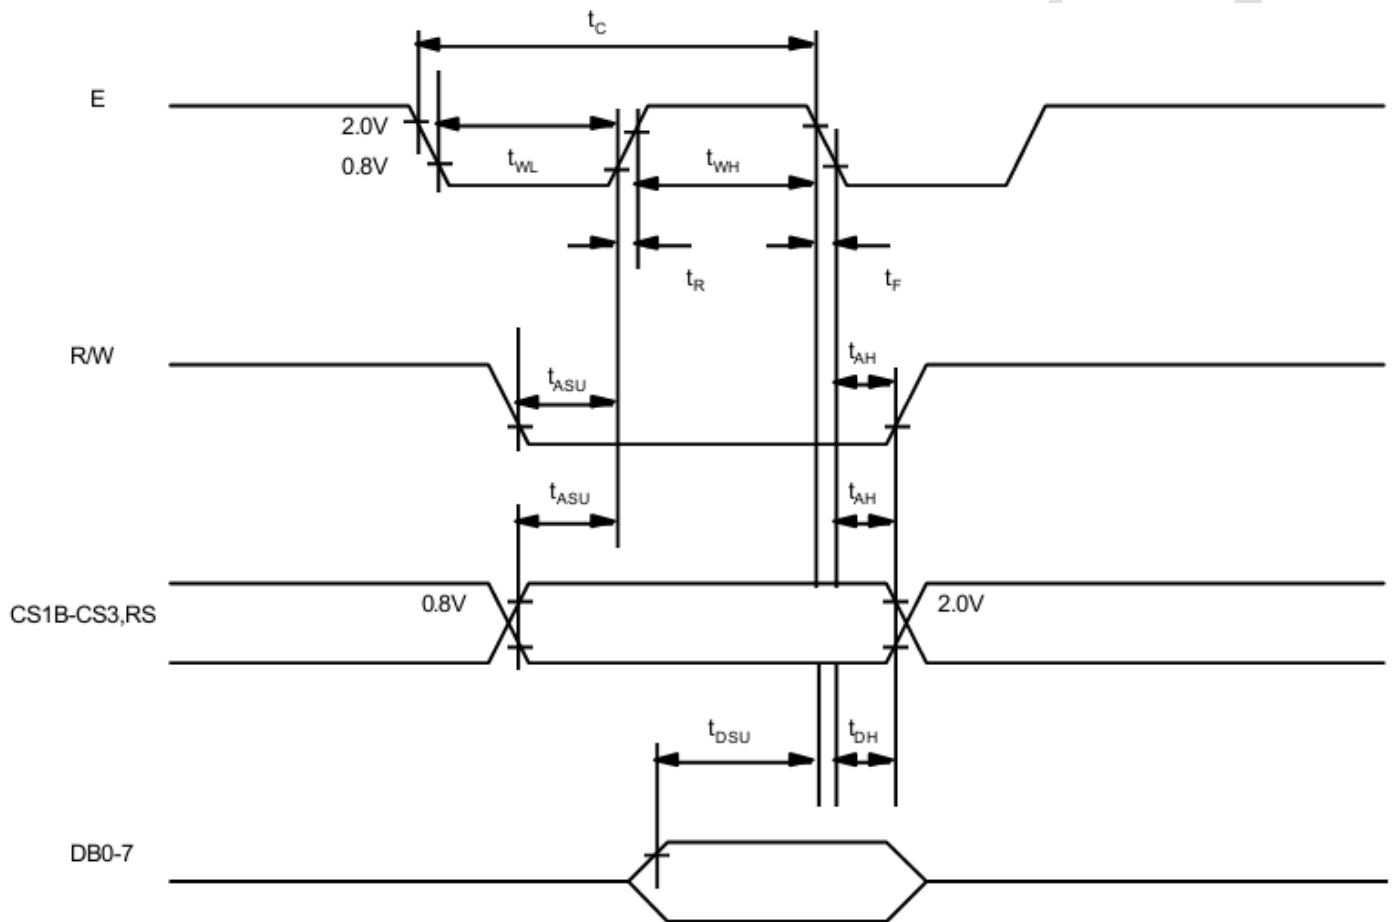 tC
E
2.0V
0.8V
tWL
tWH
tR
tF
R/W
tASU
tAH
tASU
tAH
CS1B-CS3,RS
0.8V
2.0V
tDSU
tDH
DB0-7